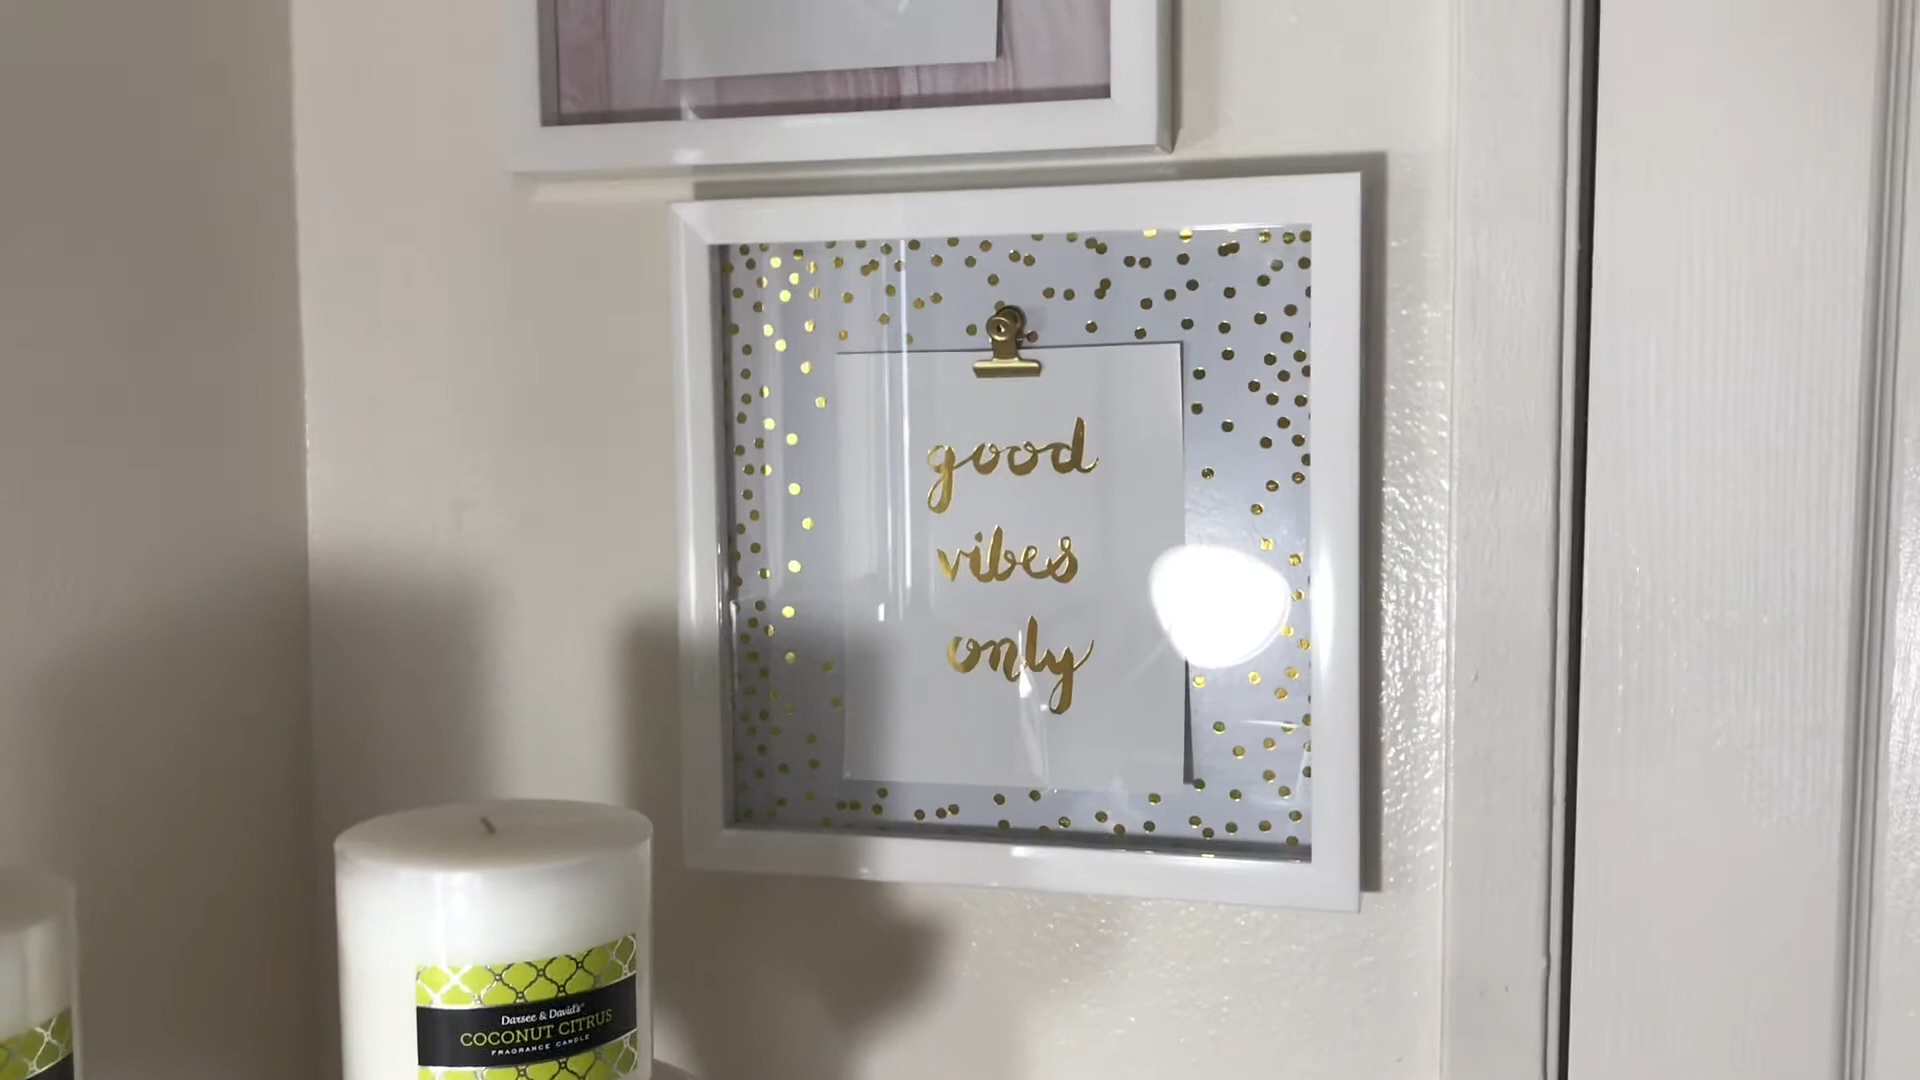 good
vibes
only
Darsee & David's
COCONUT CITRUS
FRAGRANCE CANDLE